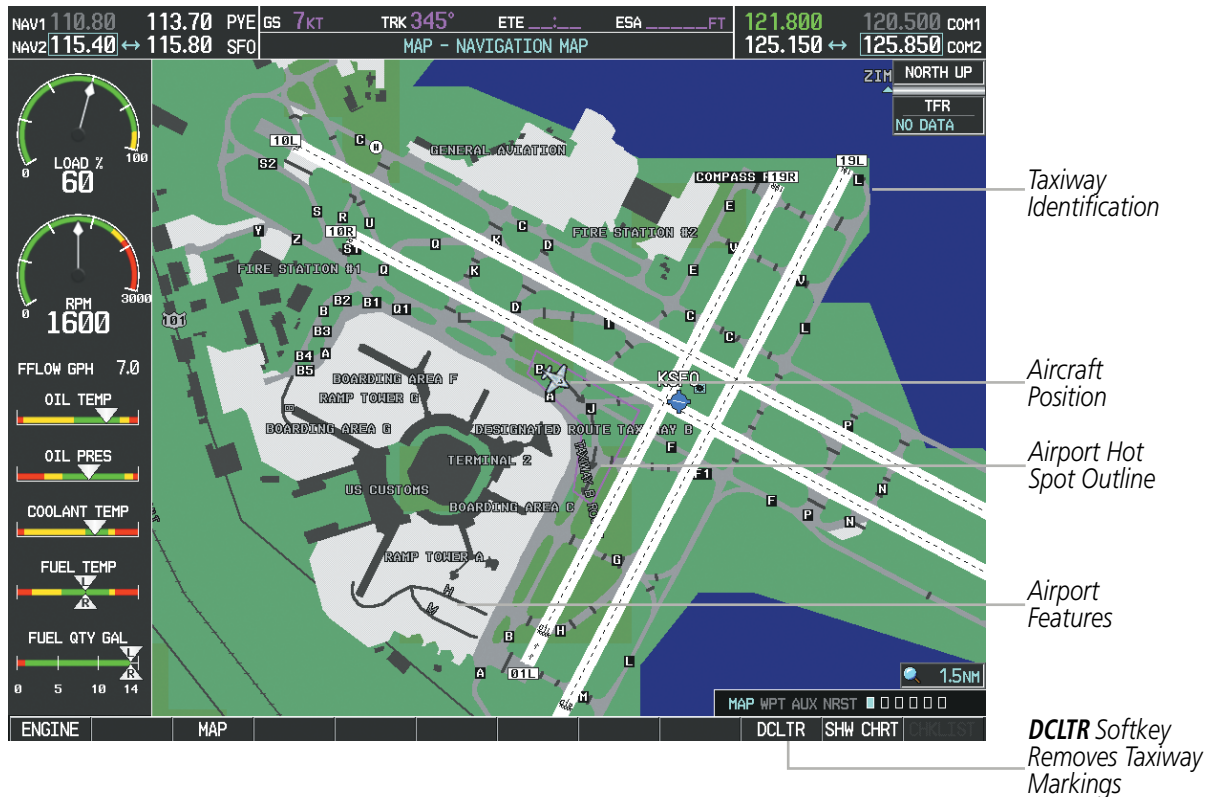 NAV1 110.80 113.70 PYE
NAV2 115.40 ↔ 115.80 SFO
GS 7KT TRK 345° ETE __:__ ESA _____FT
MAP – NAVIGATION MAP
121.800 120.500 COM1
125.150 ↔ 125.850 COM2
NORTH UP
TFR
NO DATA
0 100
LOAD %
60
0 3000
RPM
1600
FFLOW GPH 7.0
OIL TEMP
OIL PRES
COOLANT TEMP
FUEL TEMP
L
R
FUEL QTY GAL
L
R
0 5 10 14
10L
C
H
GENERAL AVIATION
S2
COMPASS
19R
19L
L
E
S
R
U
10R
S1
Y
Z
Q
K
C
D
FIRE STATION #2
V
FIRE STATION #1
Q
K
E
V
101
B2
B1
Q1
D
T
C
C
L
B
B3
B4
A
B5
P
KSFO
BOARDING AREA F
RAMP TOWER G
A
J
BOARDING AREA G
DESIGNATED ROUTE TAXIWAY B
F
P
TERMINAL 2
TAXIWAY B
US CUSTOMS
F1
N
BOARDING AREA C
F
P
N
RAMP TOWER A
G
H
M
B
H
A
01L
L
M
1.5NM
MAP WPT AUX NRST
ENGINE MAP DCLTR SHW CHRT CHKLIST
Taxiway
Identification
Aircraft
Position
Airport Hot
Spot Outline
Airport
Features
DCLTR Softkey
Removes Taxiway
Markings